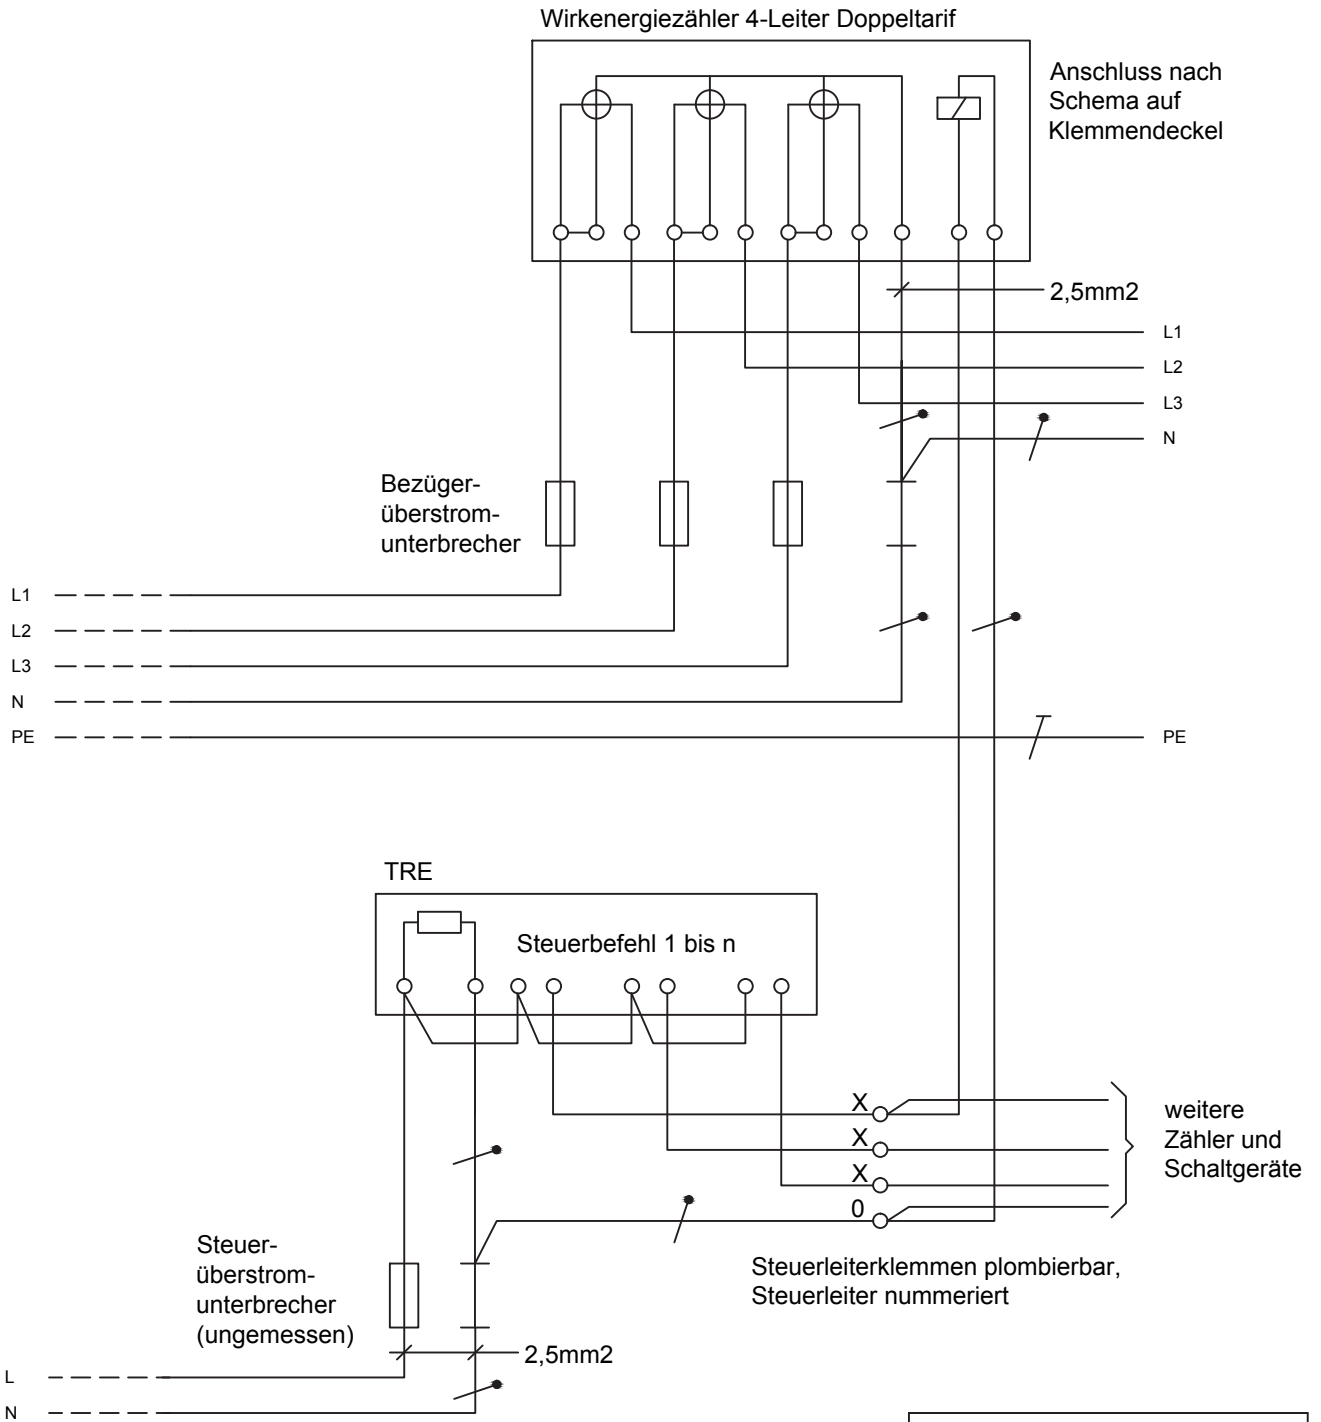 Wirkenergiezähler 4-Leiter Doppeltarif
Anschluss nach
Schema auf
Klemmendeckel
2,5mm2
L1
L2
L3
N
Bezüger-
überstrom-
unterbrecher
L1
L2
L3
N
PE
PE
TRE
Steuerbefehl 1 bis n
X
X
X
0
weitere
Zähler und
Schaltgeräte
Steuer-
überstrom-
unterbrecher
(ungemessen)
Steuerleiterklemmen plombierbar,
Steuerleiter nummeriert
2,5mm2
L
N